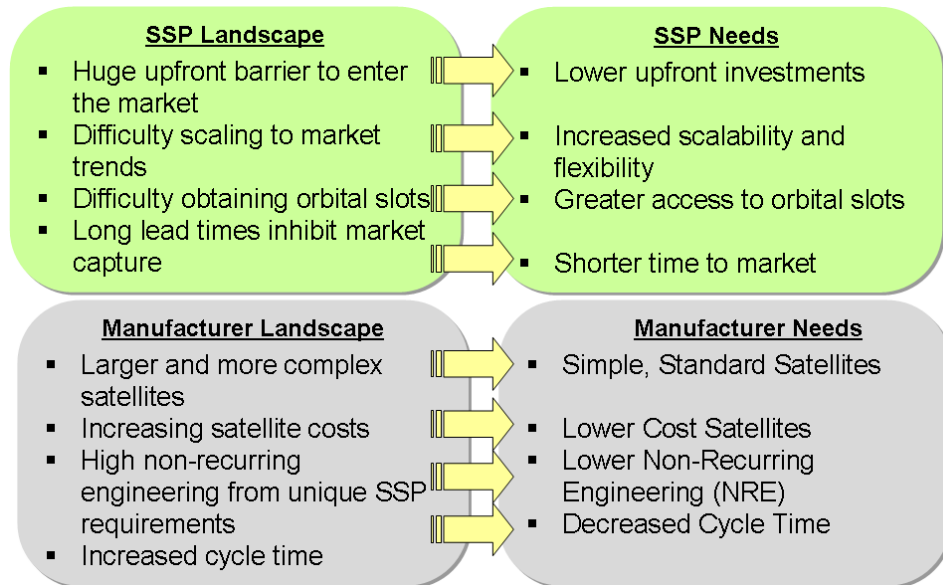 SSP Landscape
▪ Huge upfront barrier to enter
the market
▪ Difficulty scaling to market
trends
▪ Difficulty obtaining orbital slots
▪ Long lead times inhibit market
capture
SSP Needs
▪ Lower upfront investments
▪ Increased scalability and
flexibility
▪ Greater access to orbital slots
▪ Shorter time to market
Manufacturer Landscape
▪ Larger and more complex
satellites
▪ Increasing satellite costs
▪ High non-recurring
engineering from unique SSP
requirements
▪ Increased cycle time
Manufacturer Needs
▪ Simple, Standard Satellites
▪ Lower Cost Satellites
▪ Lower Non-Recurring
Engineering (NRE)
▪ Decreased Cycle Time